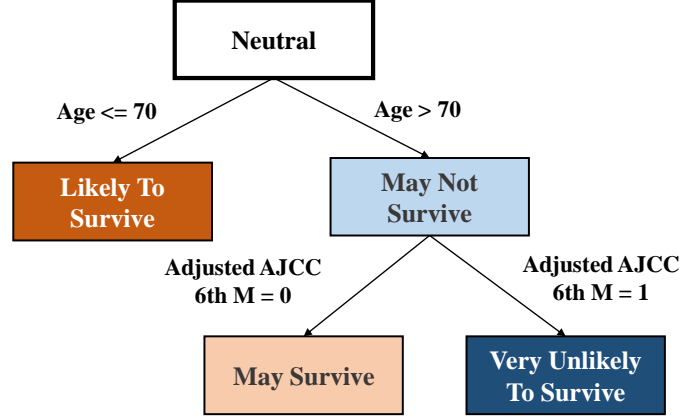 Neutral
Age <= 70
Age > 70
Likely To
Survive
May Not
Survive
Adjusted AJCC
6th M = 0
Adjusted AJCC
6th M = 1
May Survive
Very Unlikely
To Survive